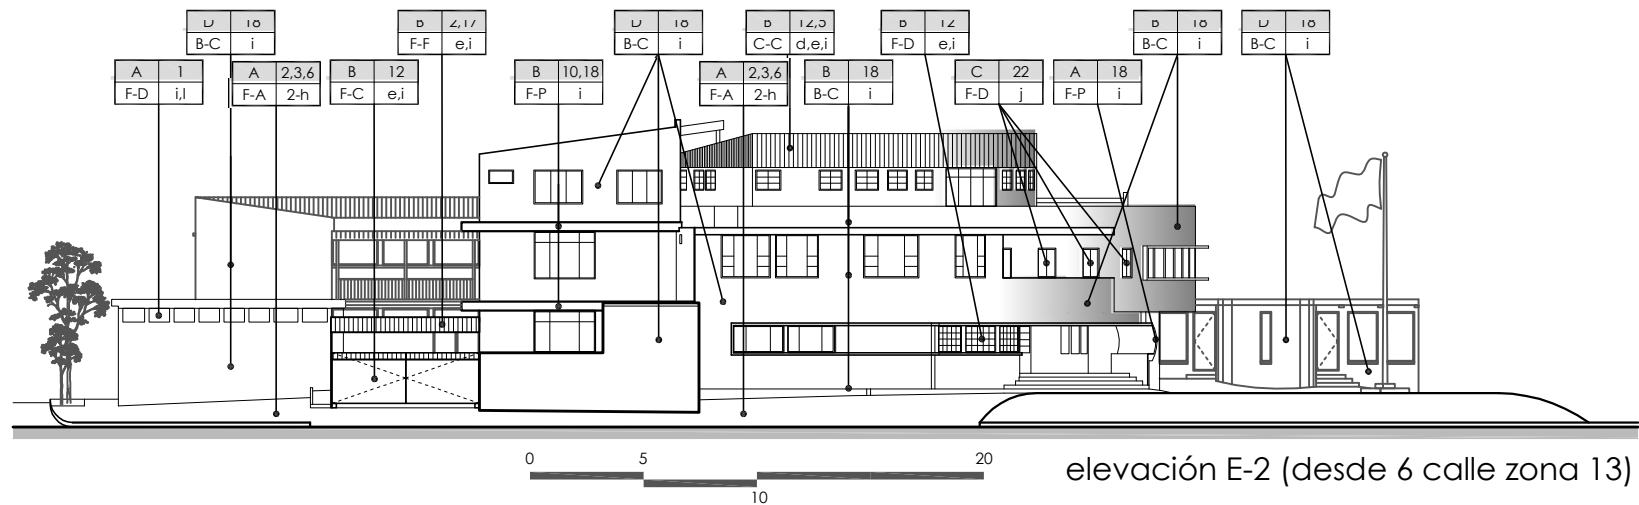 D 18 B 2,17 D 18 B 12,5 B 12 B 18 D 18
B-C i F-F e,i B-C i C-C d,e,i F-D e,i B-C i B-C i
A 1 A 2,3,6 B 12 B 10,18 A 2,3,6 B 18 C 22 A 18
F-D i,l F-A 2-h F-C e,i F-P i F-A 2-h B-C i F-D j F-P i
0 5 20
10
elevación E-2 (desde 6 calle zona 13)